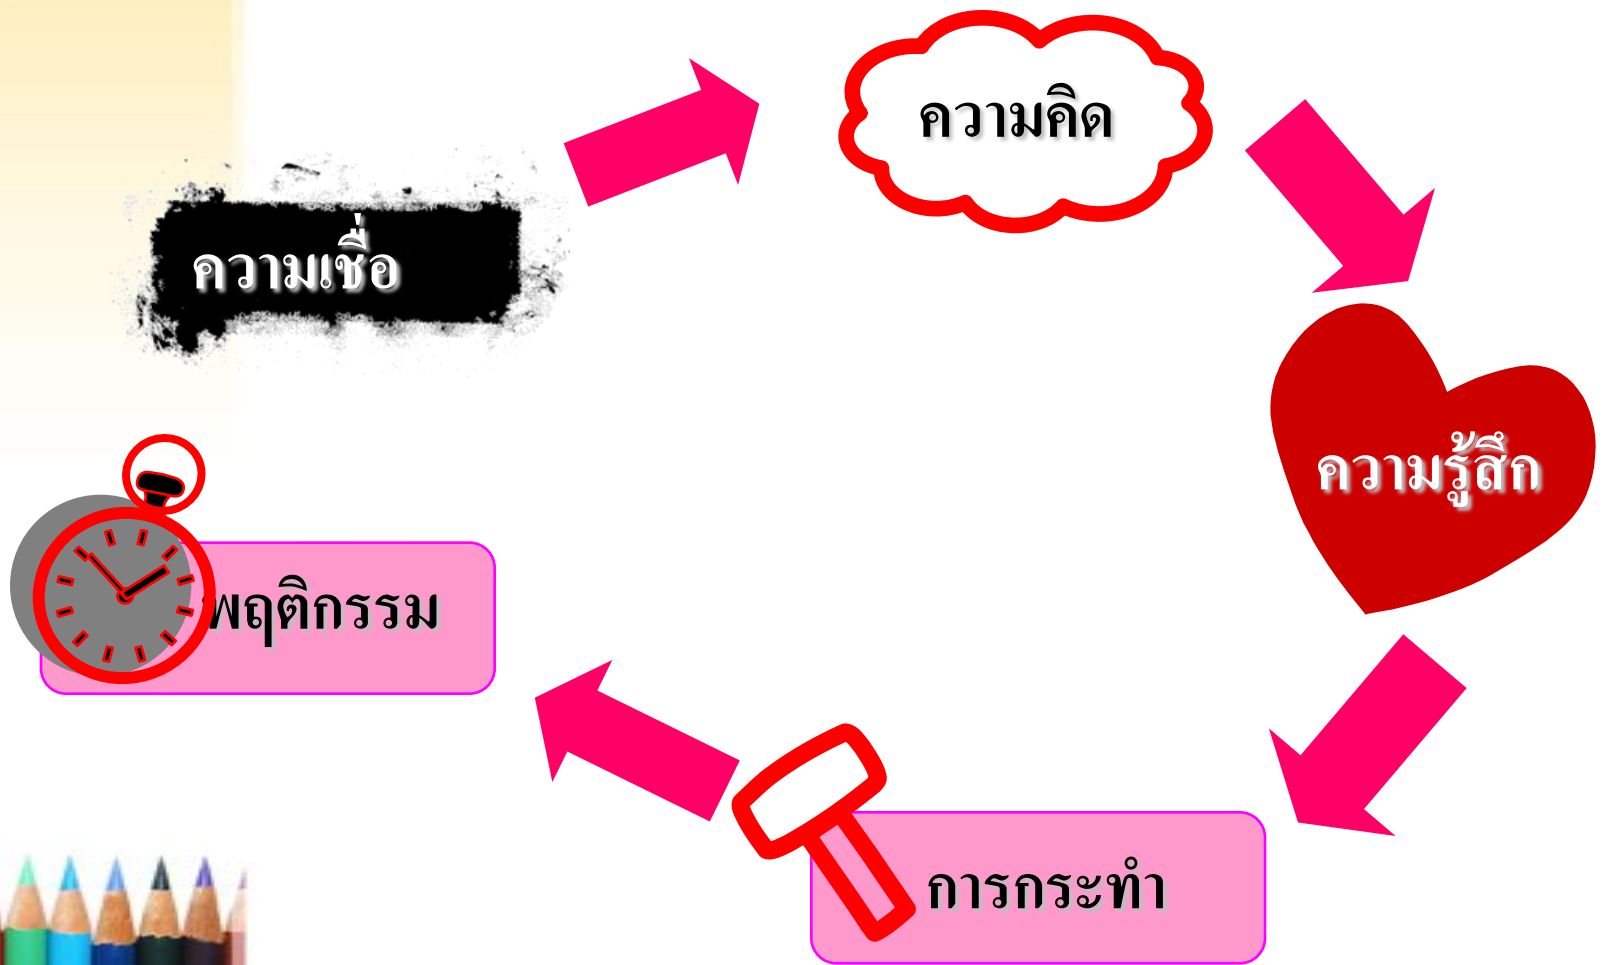 ความเชื่อ
ความคิด
ความรู้สึก
การกระทำ
พฤติกรรม